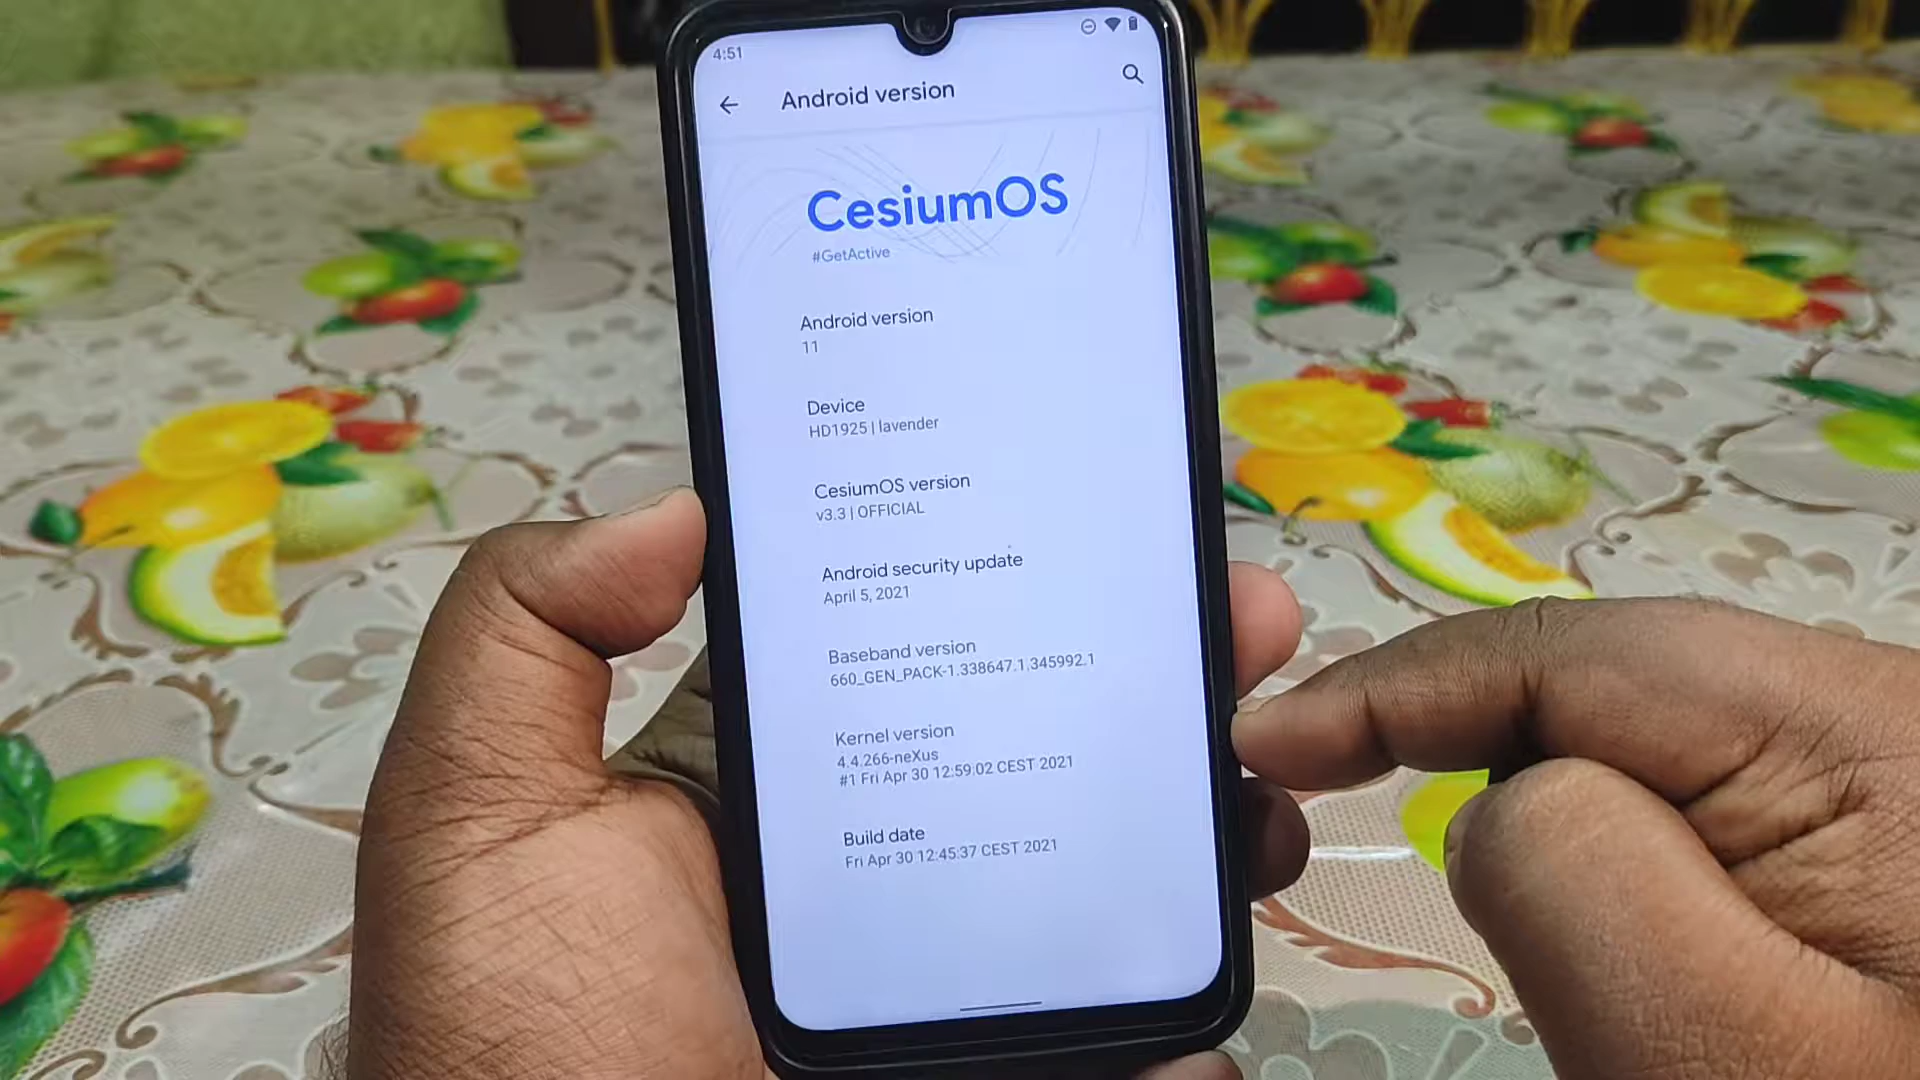 4:51
Android version
CesiumOS
#GetActive
Android version
11
Device
HD1925 | lavender
CesiumOS version
v3.3 | OFFICIAL
Android security update
April 5, 2021
Baseband version
660_GEN_PACK-1.338647.1.345992.1
Kernel version
4.4.266-neXus
#1 Fri Apr 30 12:59:02 CEST 2021
Build date
Fri Apr 30 12:45:37 CEST 2021